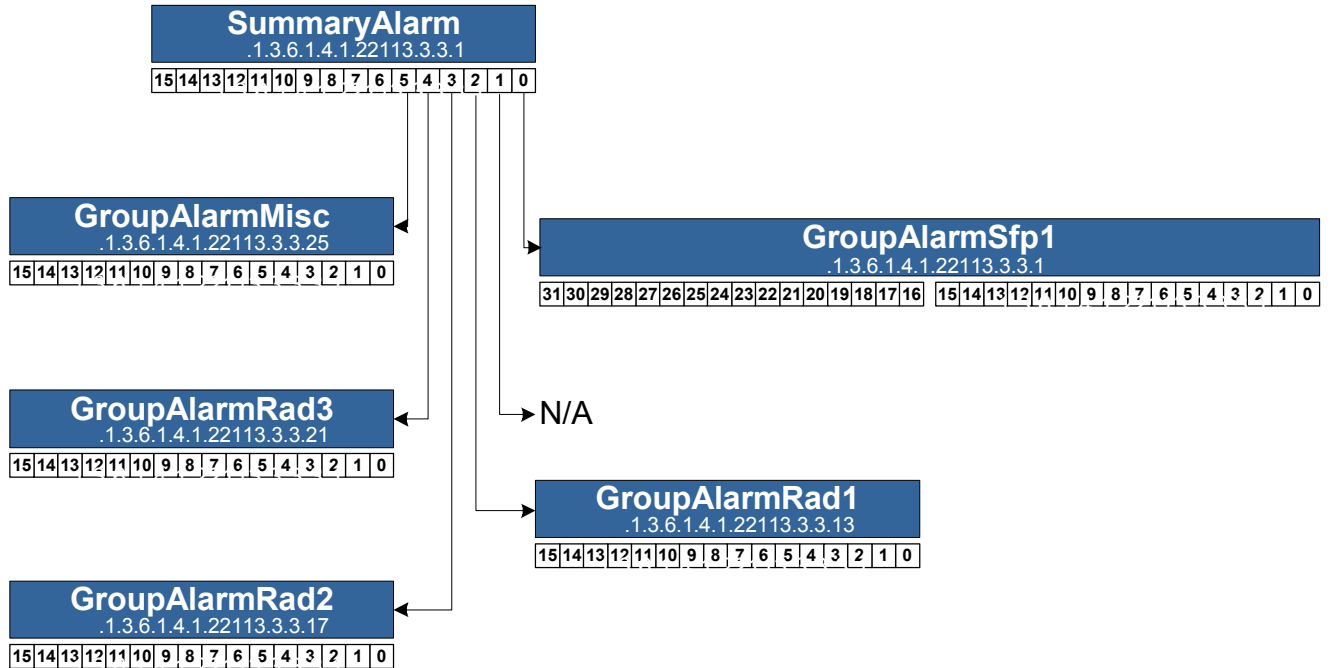 SummaryAlarm
.1.3.6.1.4.1.22113.3.3.1
15 14 13 12 11 10 9 8 7 6 5 4 3 2 1 0
GroupAlarmMisc
.1.3.6.1.4.1.22113.3.3.25
15 14 13 12 11 10 9 8 7 6 5 4 3 2 1 0
GroupAlarmSfp1
.1.3.6.1.4.1.22113.3.3.1
31 30 29 28 27 26 25 24 23 22 21 20 19 18 17 16 15 14 13 12 11 10 9 8 7 6 5 4 3 2 1 0
GroupAlarmRad3
.1.3.6.1.4.1.22113.3.3.21
15 14 13 12 11 10 9 8 7 6 5 4 3 2 1 0
N/A
GroupAlarmRad1
.1.3.6.1.4.1.22113.3.3.13
15 14 13 12 11 10 9 8 7 6 5 4 3 2 1 0
GroupAlarmRad2
.1.3.6.1.4.1.22113.3.3.17
15 14 13 12 11 10 9 8 7 6 5 4 3 2 1 0